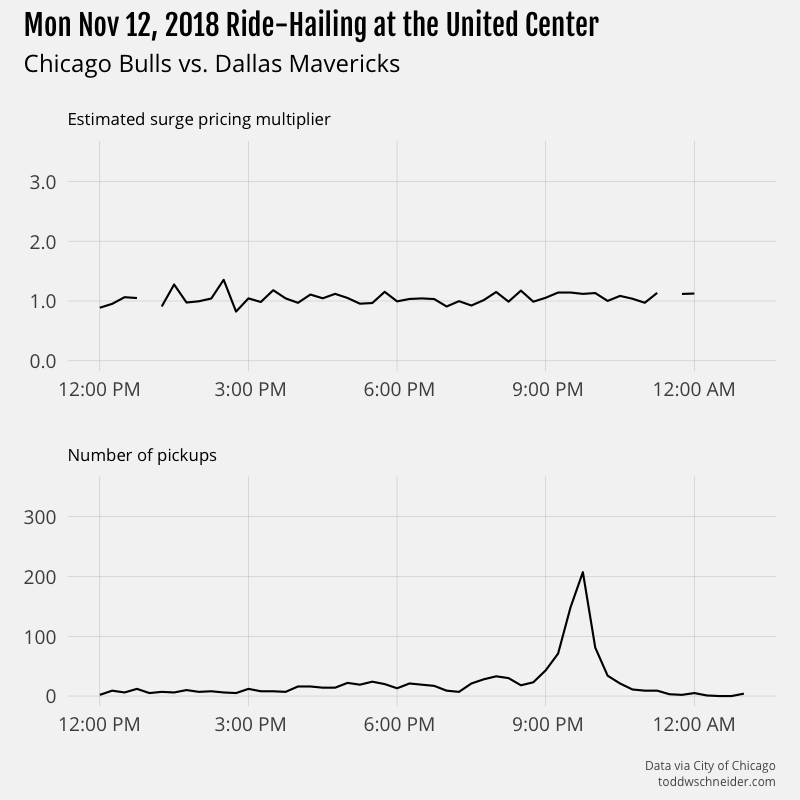 Mon Nov 12, 2018 Ride-Hailing at the United Center
Chicago Bulls vs. Dallas Mavericks
Estimated surge pricing multiplier
3.0
2.0
1.0
0.0
12:00 PM 3:00 PM 6:00 PM 9:00 PM 12:00 AM
Number of pickups
300
200
100
0
12:00 PM 3:00 PM 6:00 PM 9:00 PM 12:00 AM
Data via City of Chicago
toddwschneider.com